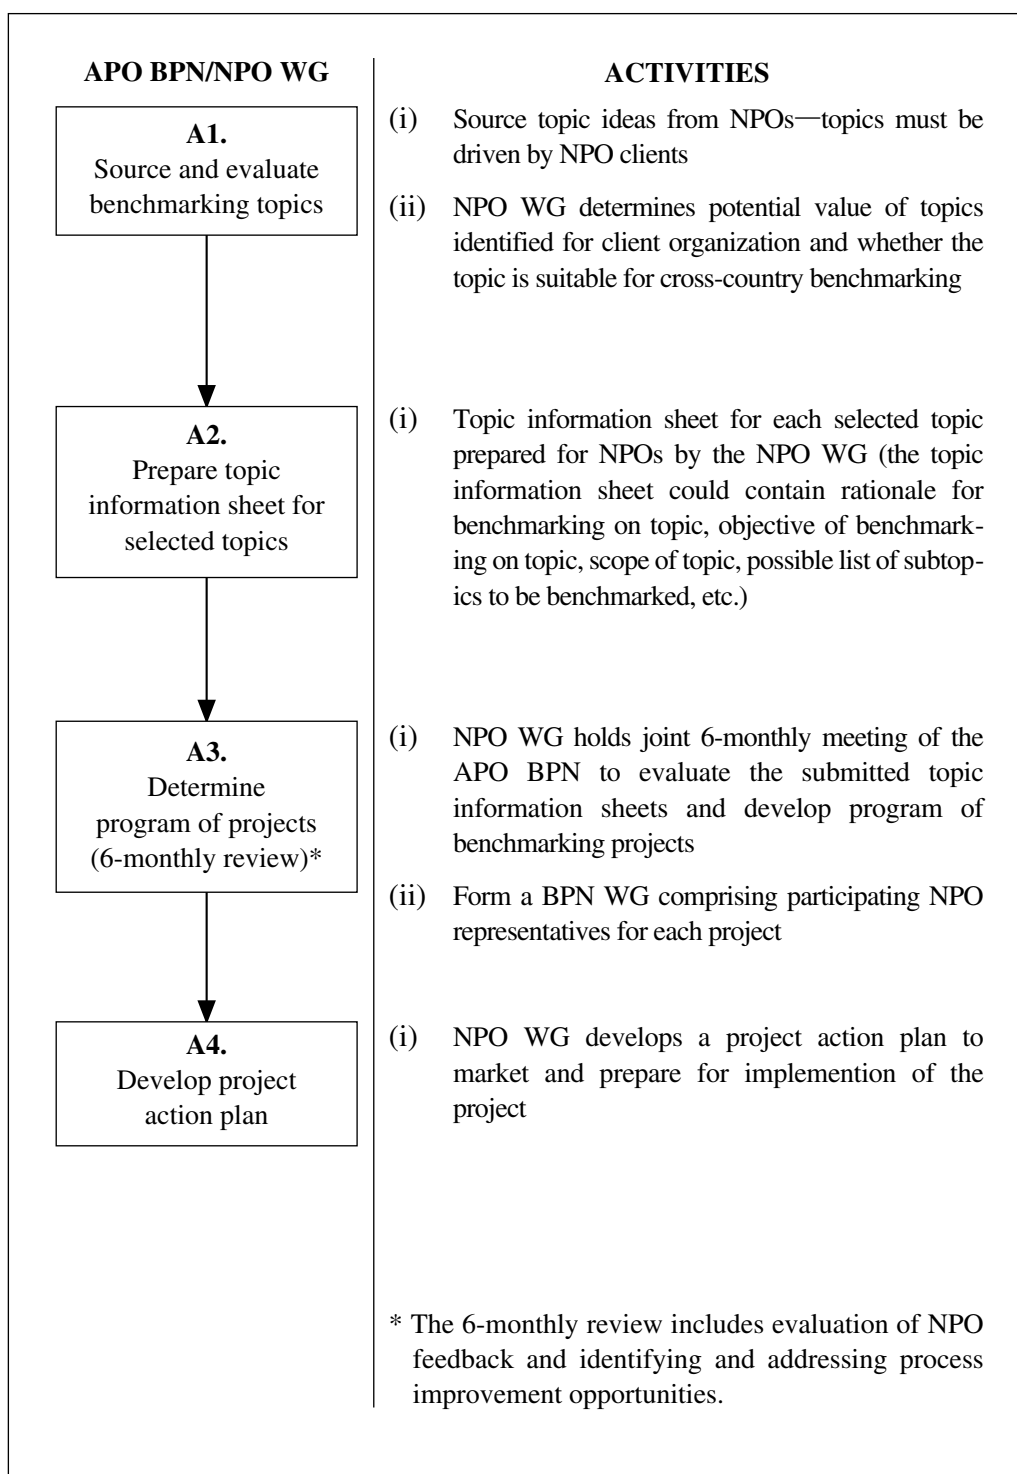 APO BPN/NPO WG
ACTIVITIES
A1.
Source and evaluate
benchmarking topics
(i) Source topic ideas from NPOs—topics must be
driven by NPO clients
(ii) NPO WG determines potential value of topics
identified for client organization and whether the
topic is suitable for cross-country benchmarking
A2.
Prepare topic
information sheet for
selected topics
(i) Topic information sheet for each selected topic
prepared for NPOs by the NPO WG (the topic
information sheet could contain rationale for
benchmarking on topic, objective of benchmark-
ing on topic, scope of topic, possible list of subtop-
ics to be benchmarked, etc.)
A3.
Determine
program of projects
(6-monthly review)*
(i) NPO WG holds joint 6-monthly meeting of the
APO BPN to evaluate the submitted topic
information sheets and develop program of
benchmarking projects
(ii) Form a BPN WG comprising participating NPO
representatives for each project
A4.
Develop project
action plan
(i) NPO WG develops a project action plan to
market and prepare for implemention of the
project
* The 6-monthly review includes evaluation of NPO
feedback and identifying and addressing process
improvement opportunities.